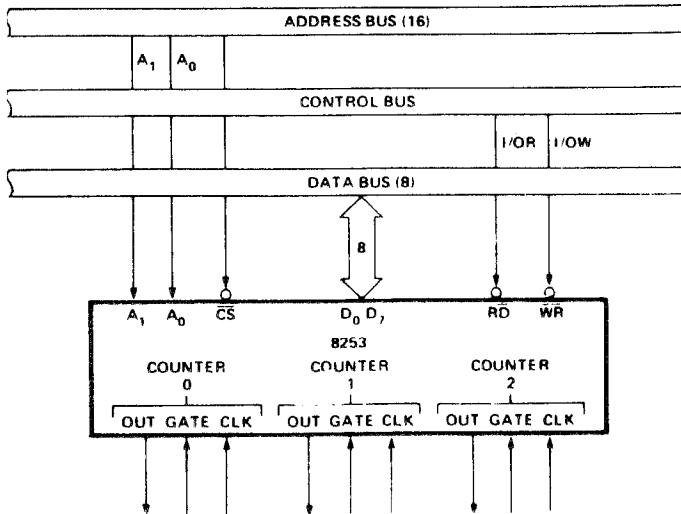 ADDRESS BUS (16)
A1 A0
CONTROL BUS
I/OR I/OW
DATA BUS (8)
8
A1 A0 CS D0 D7 RD WR
8253
COUNTER COUNTER COUNTER
0 1 2
OUT GATE CLK OUT GATE CLK OUT GATE CLK